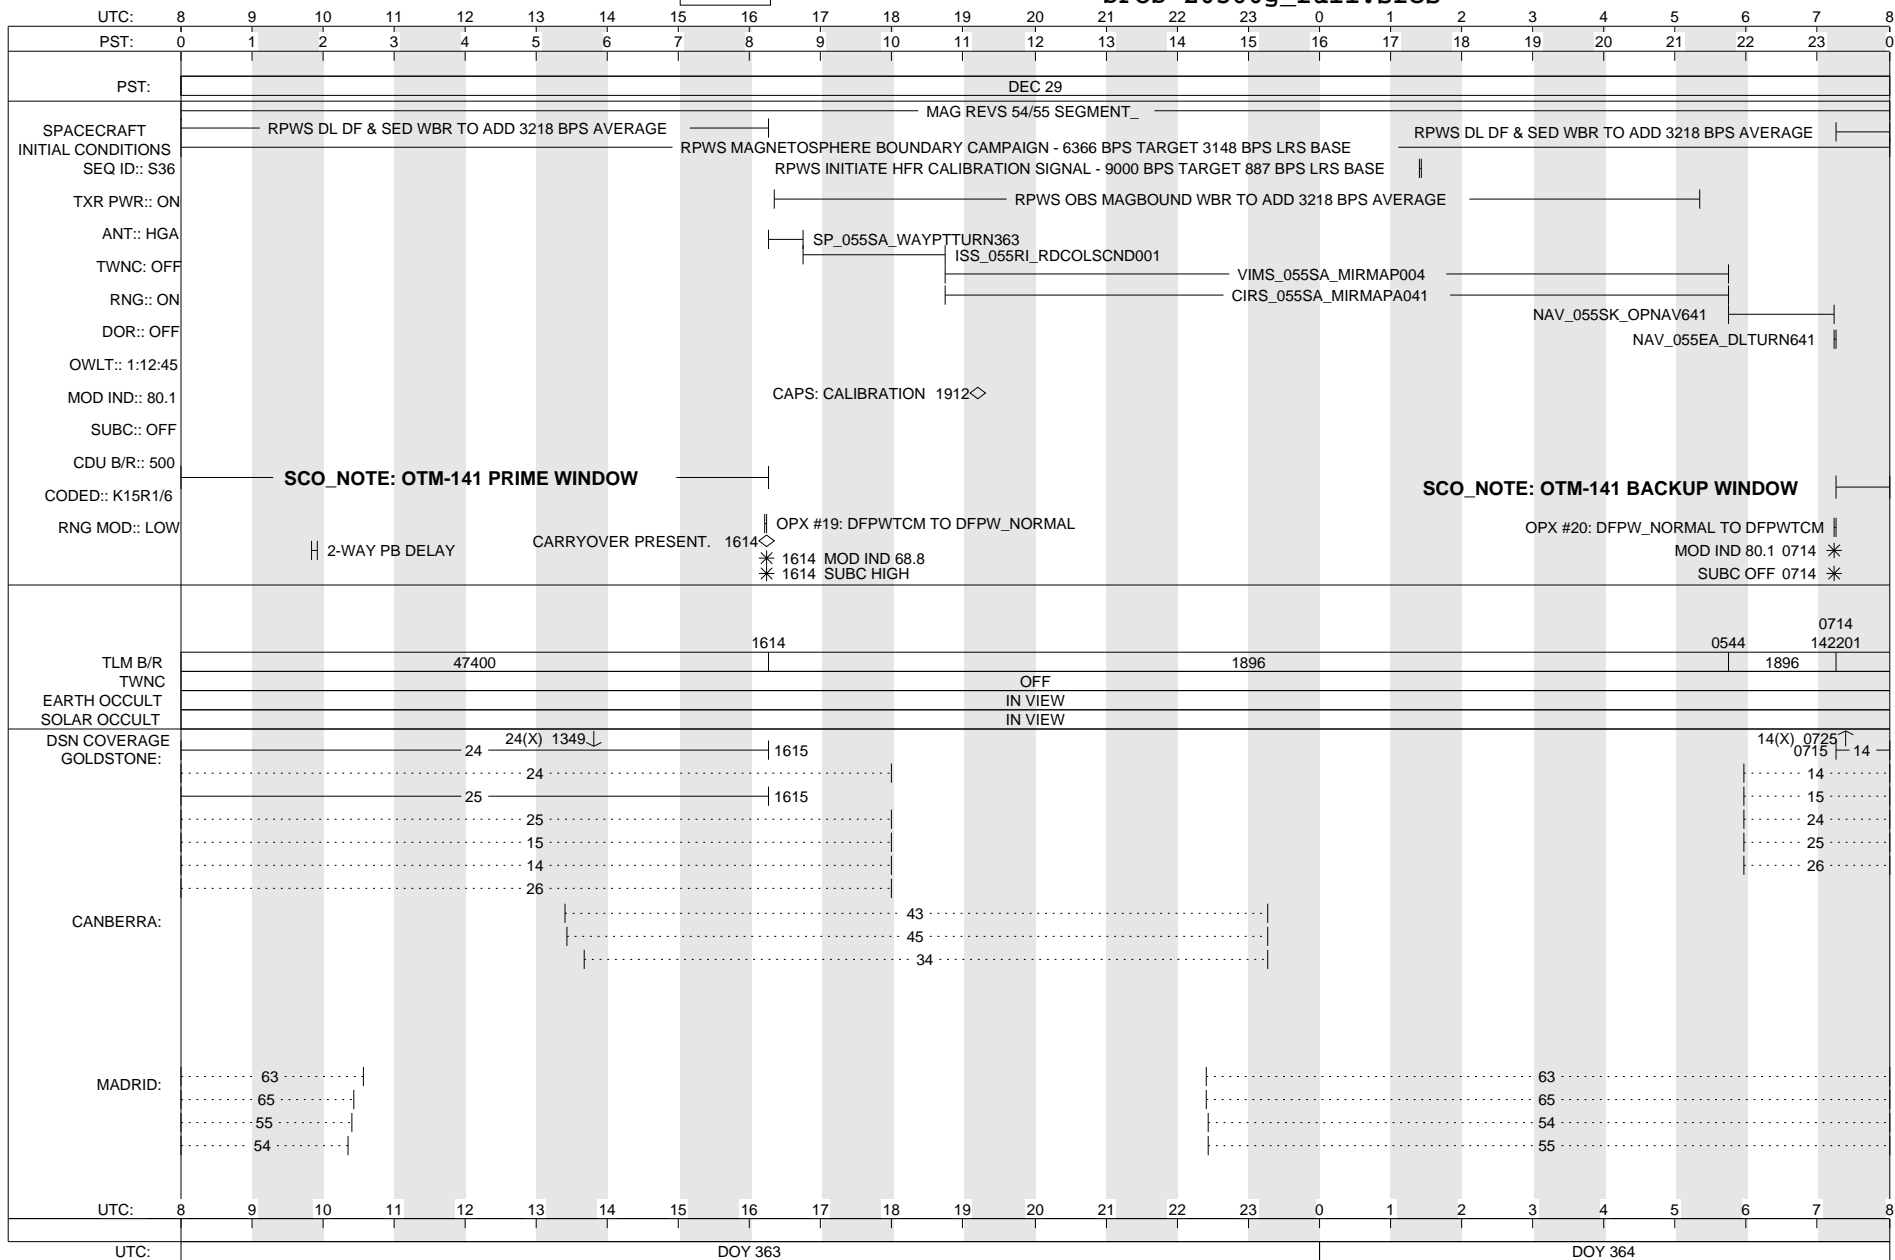 UTC: 8 9 10 11 12 13 14 15 16 17 18 19 20 21 22 23 0 1 2 3 4 5 6 7 8
PST: 0 1 2 3 4 5 6 7 8 9 10 11 12 13 14 15 16 17 18 19 20 21 22 23 0
PST: DEC 29
MAG REVS 54/55 SEGMENT_
SPACECRAFT
INITIAL CONDITIONS
RPWS DL DF & SED WBR TO ADD 3218 BPS AVERAGE
RPWS DL DF & SED WBR TO ADD 3218 BPS AVERAGE
RPWS MAGNETOSPHERE BOUNDARY CAMPAIGN - 6366 BPS TARGET 3148 BPS LRS BASE
SEQ ID:: S36
RPWS INITIATE HFR CALIBRATION SIGNAL - 9000 BPS TARGET 887 BPS LRS BASE
TXR PWR:: ON
RPWS OBS MAGBOUND WBR TO ADD 3218 BPS AVERAGE
ANT:: HGA
SP_055SA_WAYPTTURN363
ISS_055RI_RDCOLSCND001
TWNC: OFF
VIMS_055SA_MIRMAP004
RNG:: ON
CIRS_055SA_MIRMAPA041
NAV_055SK_OPNAV641
DOR:: OFF
NAV_055EA_DLTURN641
OWLT:: 1:12:45
MOD IND:: 80.1
CAPS: CALIBRATION 1912
SUBC:: OFF
CDU B/R:: 500
SCO_NOTE: OTM-141 PRIME WINDOW
SCO_NOTE: OTM-141 BACKUP WINDOW
CODED:: K15R1/6
RNG MOD:: LOW
OPX #19: DFPWTCM TO DFPW_NORMAL
OPX #20: DFPW_NORMAL TO DFPWTCM
CARRYOVER PRESENT. 1614
2-WAY PB DELAY
1614 MOD IND 68.8
MOD IND 80.1 0714
1614 SUBC HIGH
SUBC OFF 0714
0714
1614 0544 142201
TLM B/R 47400 1896 1896
TWNC OFF
EARTH OCCULT IN VIEW
SOLAR OCCULT IN VIEW
DSN COVERAGE
24(X) 1349 14(X) 0725
GOLDSTONE: 24 1615 0715 14
24 14
25 1615 15
25 24
15 25
14 26
26
CANBERRA: 43
45
34
MADRID: 63 63
65 65
55 54
54 55
UTC: 8 9 10 11 12 13 14 15 16 17 18 19 20 21 22 23 0 1 2 3 4 5 6 7 8
UTC: DOY 363 DOY 364